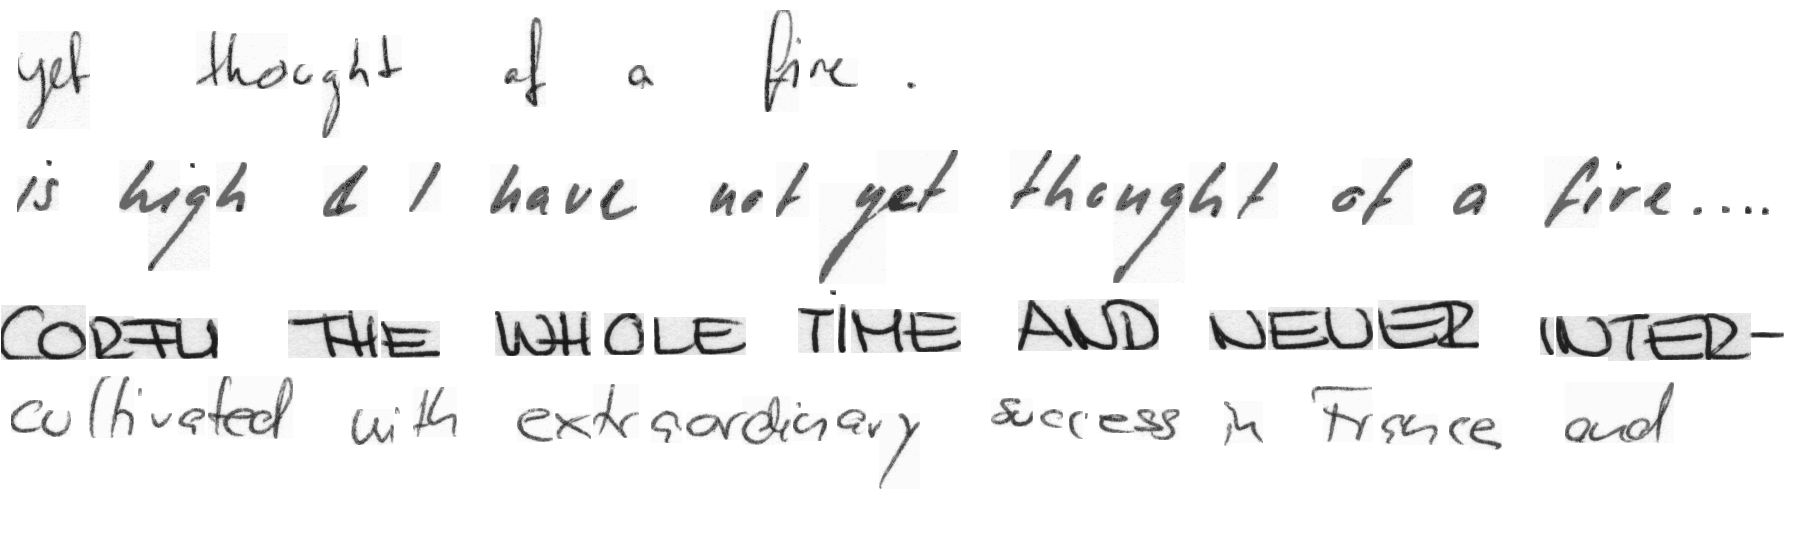 yet thought of a fire .
is high & I have not yet thought of a fire ....
CORFU THE WHOLE TIME AND NEVER INTER-
cultivated with extraordinary success in France and